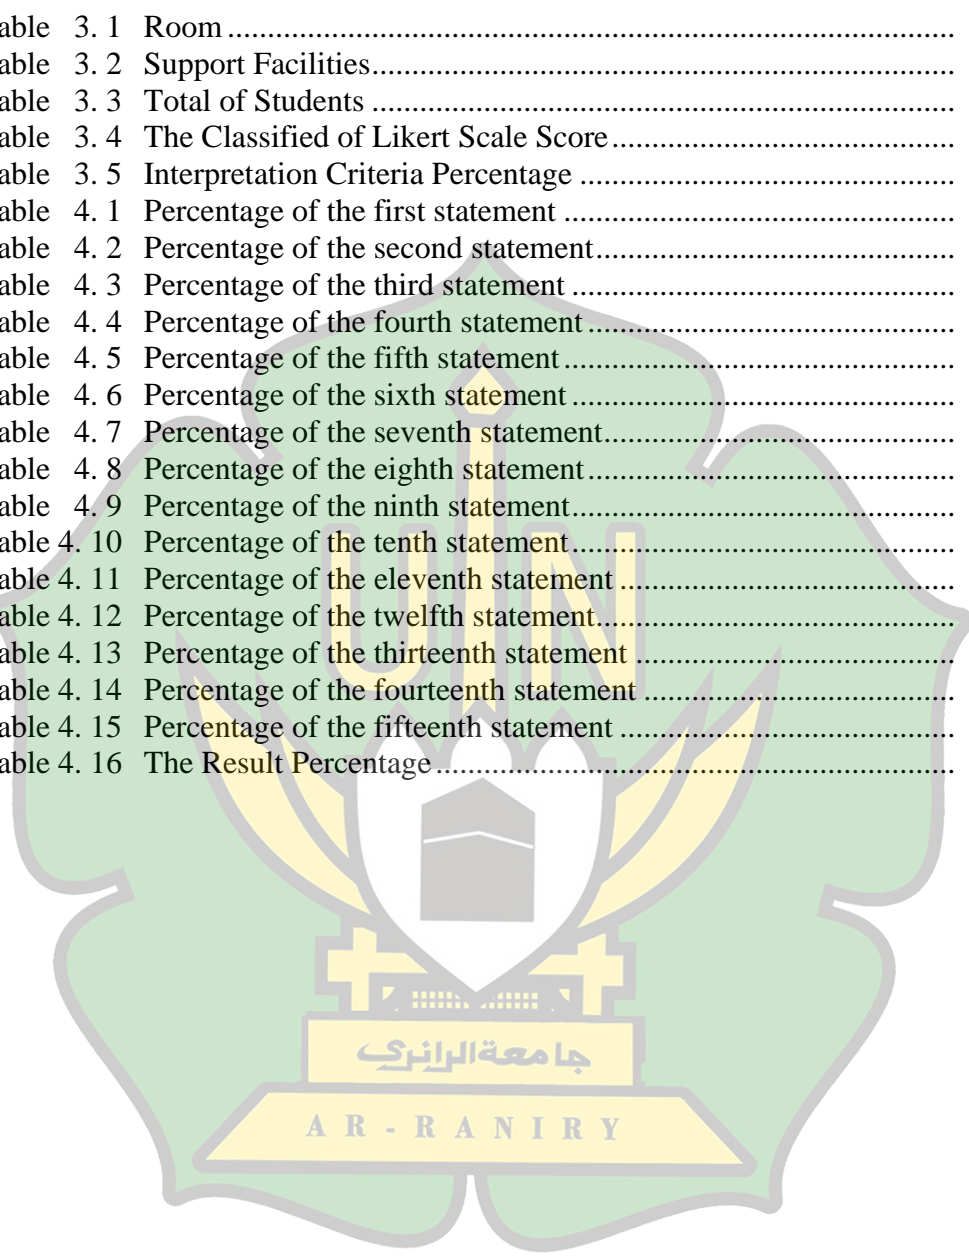 able 3. 1 Room ..........................................................................................
able 3. 2 Support Facilities..........................................................................
able 3. 3 Total of Students ..........................................................................
able 3. 4 The Classified of Likert Scale Score............................................
able 3. 5 Interpretation Criteria Percentage ................................................
able 4. 1 Percentage of the first statement ..................................................
able 4. 2 Percentage of the second statement..............................................
able 4. 3 Percentage of the third statement .................................................
able 4. 4 Percentage of the fourth statement ...............................................
able 4. 5 Percentage of the fifth statement ..................................................
able 4. 6 Percentage of the sixth statement .................................................
able 4. 7 Percentage of the seventh statement.............................................
able 4. 8 Percentage of the eighth statement ...............................................
able 4. 9 Percentage of the ninth statement.................................................
able 4. 10 Percentage of the tenth statement.................................................
able 4. 11 Percentage of the eleventh statement ...........................................
able 4. 12 Percentage of the twelfth statement..............................................
able 4. 13 Percentage of the thirteenth statement .........................................
able 4. 14 Percentage of the fourteenth statement ........................................
able 4. 15 Percentage of the fifteenth statement ...........................................
able 4. 16 The Result Percentage..................................................................
UIN
جامعة الرانري
AR-RANIRY